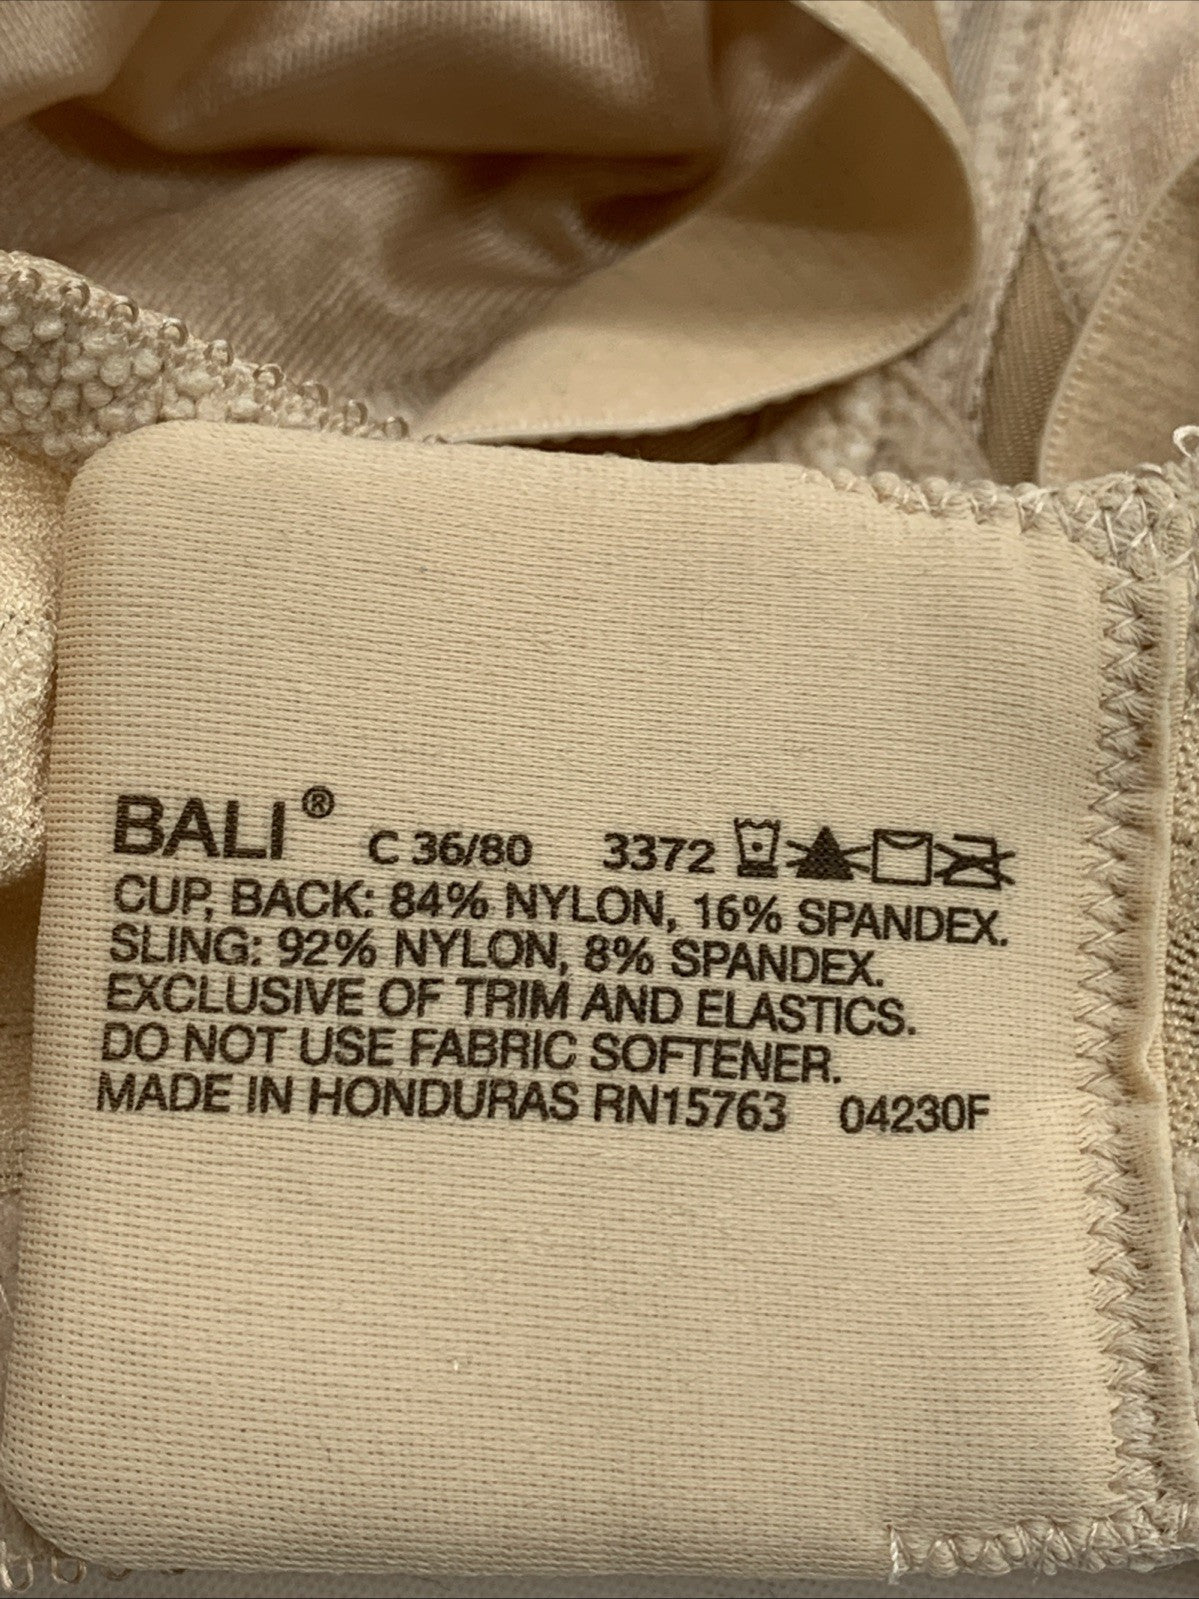 BALI® C 36/80 3372
CUP, BACK: 84% NYLON, 16% SPANDEX.
SLING: 92% NYLON, 8% SPANDEX.
EXCLUSIVE OF TRIM AND ELASTICS.
DO NOT USE FABRIC SOFTENER.
MADE IN HONDURAS RN15763 04230F